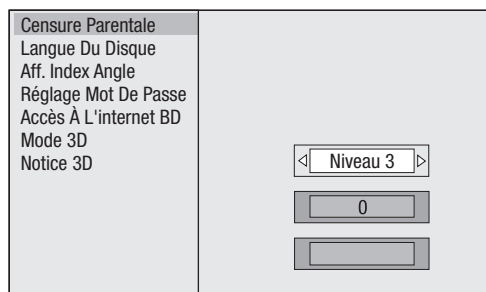 Censure Parentale
Langue Du Disque
Aff. Index Angle
Réglage Mot De Passe
Accès À L'internet BD
Mode 3D
Notice 3D
Niveau 3
0